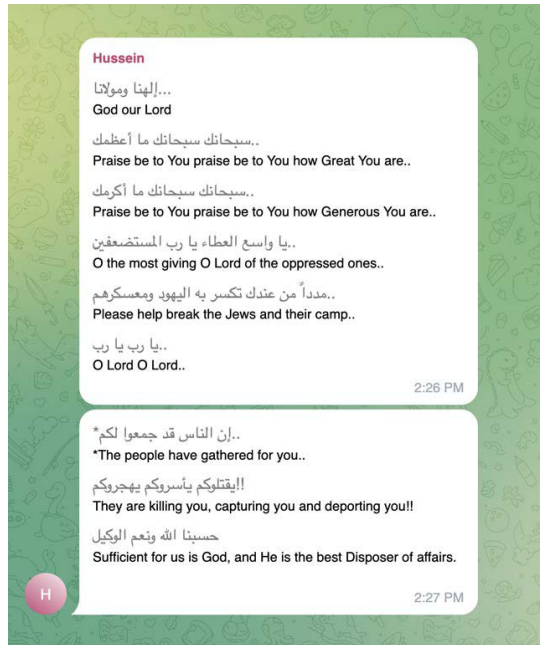 Hussein
إلهنا ومولانا...
God our Lord
سبحانك سبحانك ما أعظمك..
Praise be to You praise be to You how Great You are..
سبحانك سبحانك ما أكرمك..
Praise be to You praise be to You how Generous You are..
يا واسع العطاء يا رب المستضعفين..
O the most giving O Lord of the oppressed ones..
مدداً من عندك تكسر به اليهود ومعسكرهم..
Please help break the Jews and their camp..
يا رب يا رب..
O Lord O Lord..
2:26 PM
*إن الناس قد جمعوا لكم..
*The people have gathered for you..
يقتلوكم يأسروكم يهجروكم!!
They are killing you, capturing you and deporting you!!
حسبنا الله ونعم الوكيل
Sufficient for us is God, and He is the best Disposer of affairs.
H
2:27 PM